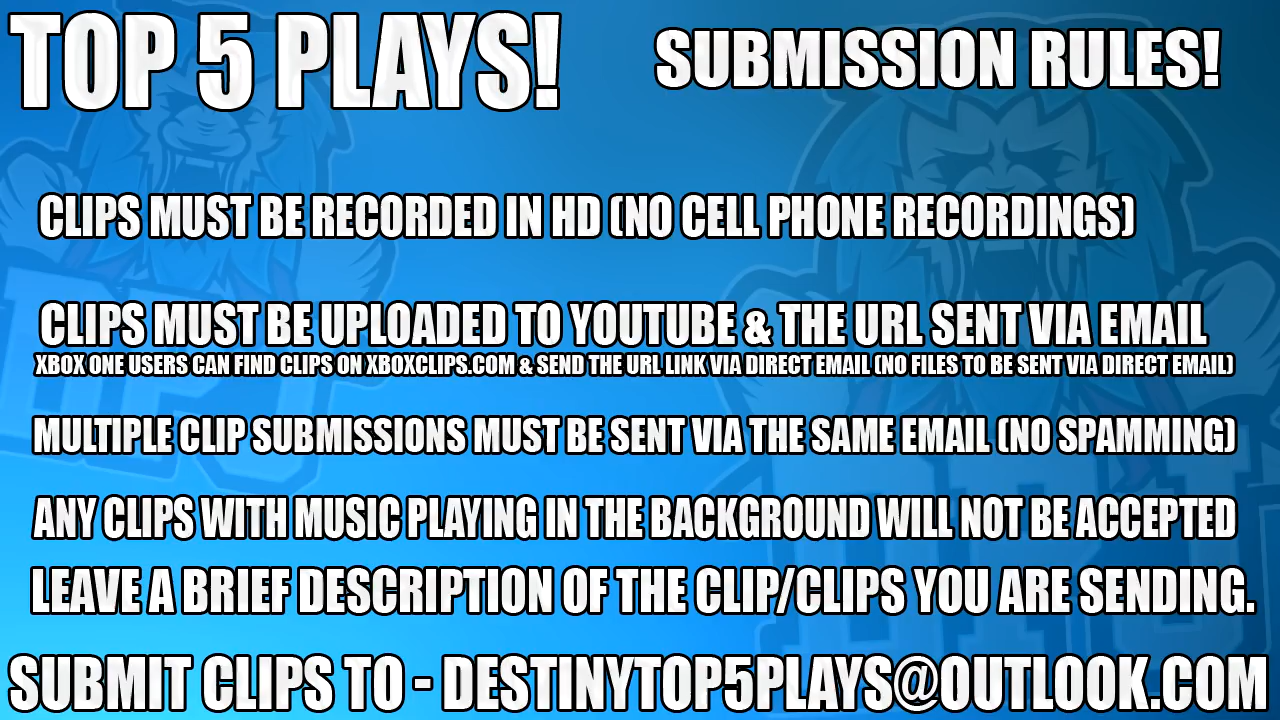 TOP 5 PLAYS!
SUBMISSION RULES!
CLIPS MUST BE RECORDED IN HD (NO CELL PHONE RECORDINGS)
CLIPS MUST BE UPLOADED TO YOUTUBE & THE URL SENT VIA EMAIL
XBOX ONE USERS CAN FIND CLIPS ON XBOXCLIPS.COM & SEND THE URL LINK VIA DIRECT EMAIL (NO FILES TO BE SENT VIA DIRECT EMAIL)
MULTIPLE CLIP SUBMISSIONS MUST BE SENT VIA THE SAME EMAIL (NO SPAMMING)
ANY CLIPS WITH MUSIC PLAYING IN THE BACKGROUND WILL NOT BE ACCEPTED
LEAVE A BRIEF DESCRIPTION OF THE CLIP/CLIPS YOU ARE SENDING.
SUBMIT CLIPS TO - DESTINYTOP5PLAYS@OUTLOOK.COM